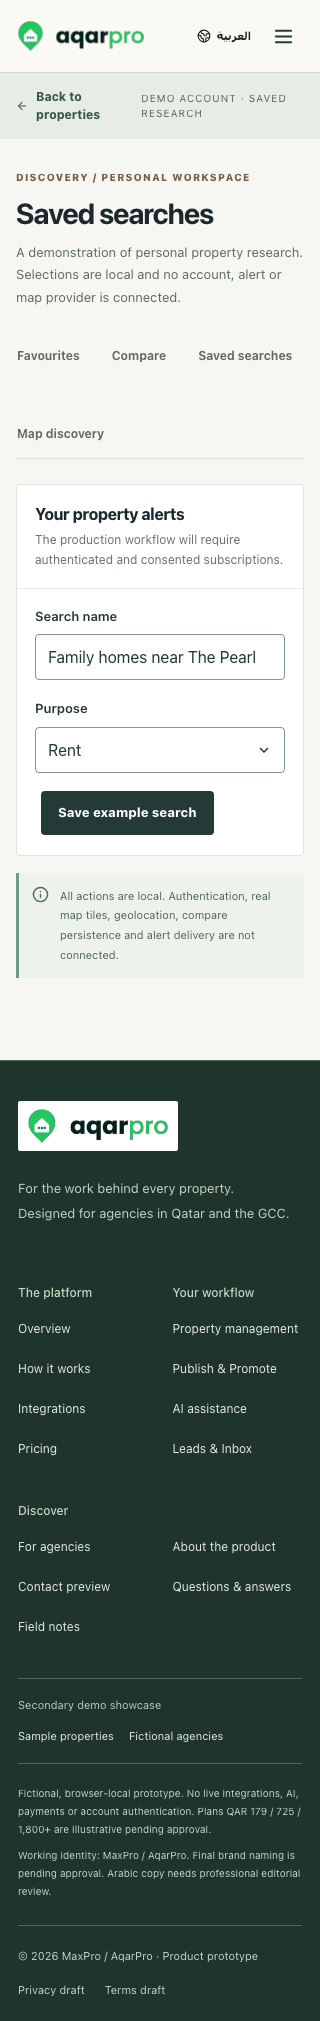 aqarpro
العربية
Back to
properties
DEMO ACCOUNT · SAVED
RESEARCH
DISCOVERY / PERSONAL WORKSPACE
Saved searches
A demonstration of personal property research.
Selections are local and no account, alert or
map provider is connected.
Favourites Compare Saved searches
Map discovery
Your property alerts
The production workflow will require
authenticated and consented subscriptions.
Search name
Family homes near The Pearl
Purpose
Rent
Save example search
All actions are local. Authentication, real
map tiles, geolocation, compare
persistence and alert delivery are not
connected.
aqarpro
For the work behind every property.
Designed for agencies in Qatar and the GCC.
The platform
Overview
How it works
Integrations
Pricing
Your workflow
Property management
Publish & Promote
AI assistance
Leads & Inbox
Discover
For agencies
About the product
Contact preview
Questions & answers
Field notes
Secondary demo showcase
Sample properties Fictional agencies
Fictional, browser-local prototype. No live integrations, AI,
payments or account authentication. Plans QAR 179 / 725 /
1,800+ are illustrative pending approval.
Working identity: MaxPro / AqarPro. Final brand naming is
pending approval. Arabic copy needs professional editorial
review.
© 2026 MaxPro / AqarPro · Product prototype
Privacy draft Terms draft